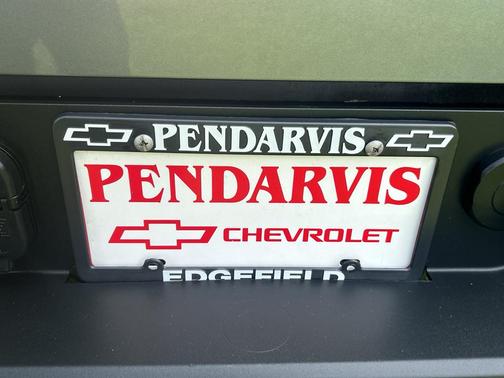 PENDARVIS
PENDARVIS
CHEVROLET
EDGEFIELD